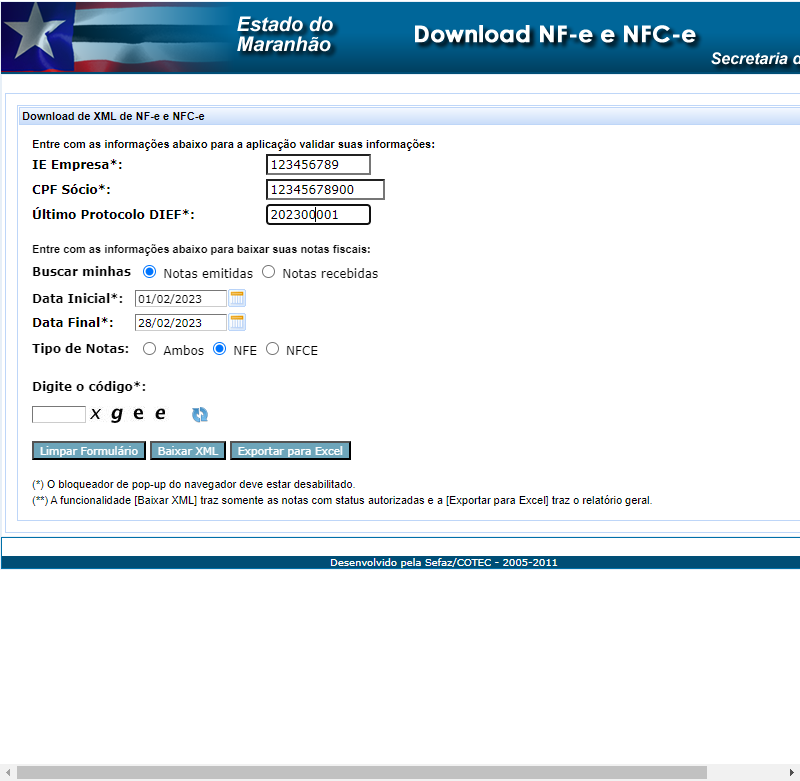 Estado do
Maranhão
Download NF-e e NFC-e
Secretaria d
Download de XML de NF-e e NFC-e
Entre com as informações abaixo para a aplicação validar suas informações:
IE Empresa*: 123456789
CPF Sócio*: 12345678900
Último Protocolo DIEF*: 202300001
Entre com as informações abaixo para baixar suas notas fiscais:
Buscar minhas Notas emitidas Notas recebidas
Data Inicial*: 01/02/2023
Data Final*: 28/02/2023
Tipo de Notas: Ambos NFE NFCE
Digite o código*:
x g e e
Limpar Formulário Baixar XML Exportar para Excel
(*) O bloqueador de pop-up do navegador deve estar desabilitado.
(**) A funcionalidade [Baixar XML] traz somente as notas com status autorizadas e a [Exportar para Excel] traz o relatório geral.
Desenvolvido pela Sefaz/COTEC - 2005-2011